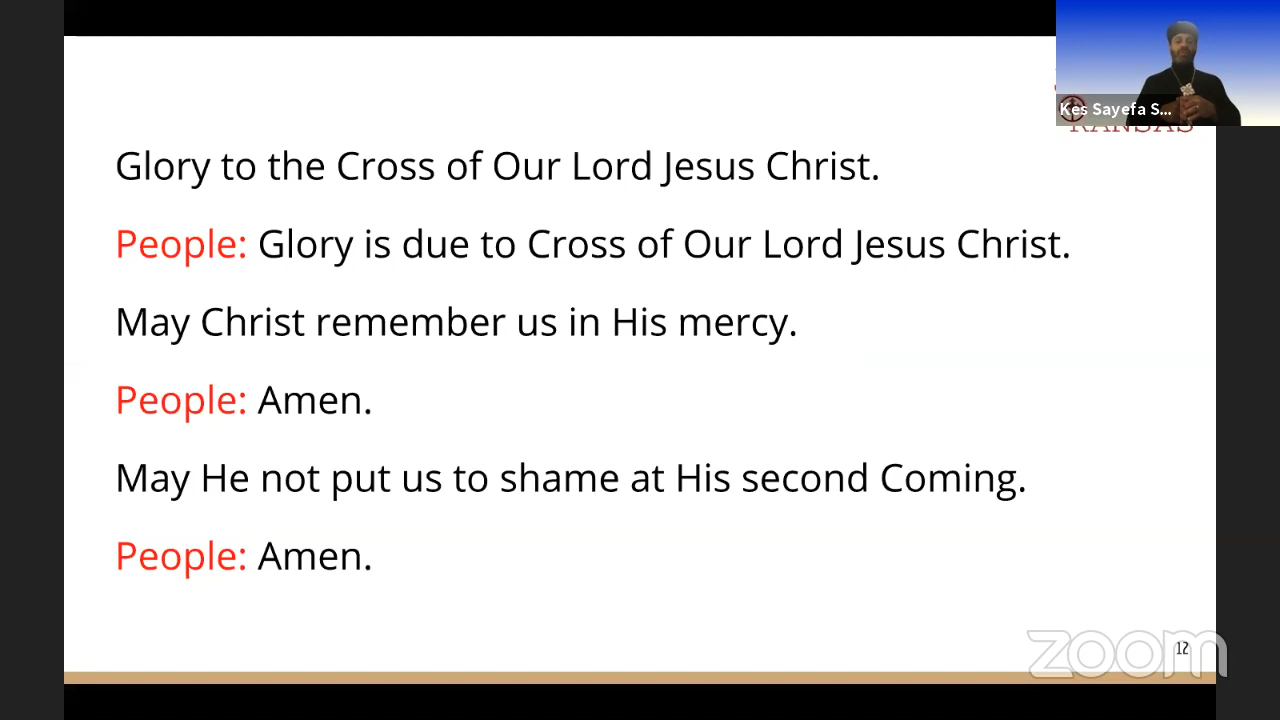 Kes Sayefa S...
KANSAS
Glory to the Cross of Our Lord Jesus Christ.
People: Glory is due to Cross of Our Lord Jesus Christ.
May Christ remember us in His mercy.
People: Amen.
May He not put us to shame at His second Coming.
People: Amen.
zoom
12